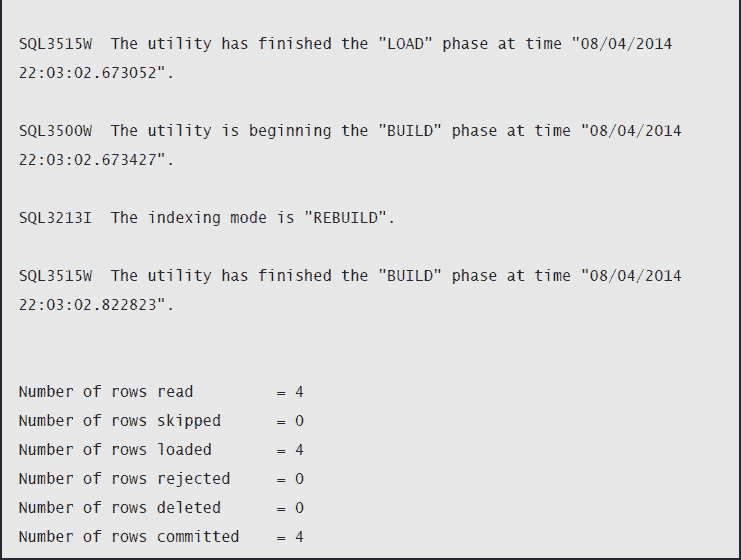 SQL3515W  The utility has finished the "LOAD" phase at time "08/04/2014
22:03:02.673052".
SQL3500W  The utility is beginning the "BUILD" phase at time "08/04/2014
22:03:02.673427".
SQL3213I  The indexing mode is "REBUILD".
SQL3515W  The utility has finished the "BUILD" phase at time "08/04/2014
22:03:02.822823".
Number of rows read         = 4
Number of rows skipped      = 0
Number of rows loaded       = 4
Number of rows rejected     = 0
Number of rows deleted      = 0
Number of rows committed    = 4